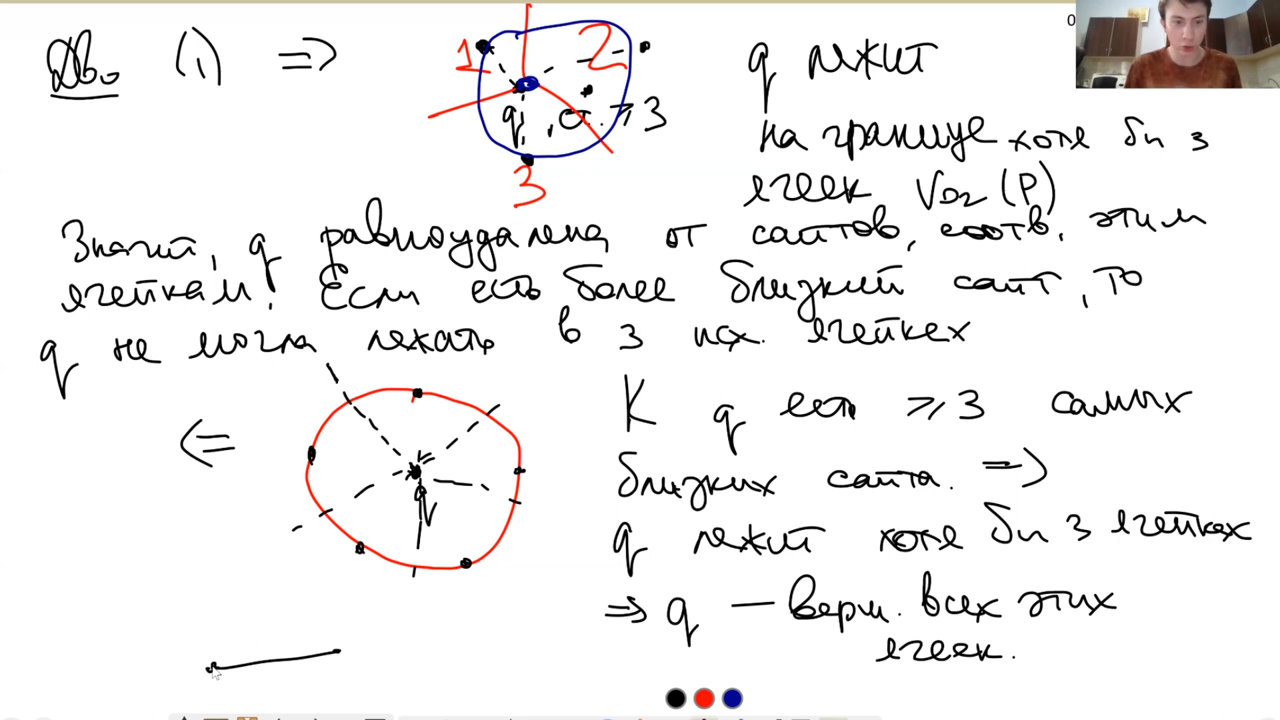 Д-во (1) ⇒
1 2 3
q , ст. ≥ 3
q лежит
на границе хотя бы 3
ячеек VD2 (P)
Значит, q равноудалена от сайтов, соотв. этим
ячейкам. Если есть более близкий сайт, то
q не могла лежать в 3 исх. ячейках
⇐
q
К q есть ≥ 3 самых
близких сайта. ⇒
q лежит хотя бы 3 ячейках
⇒ q — верш. всех этих
ячеек.